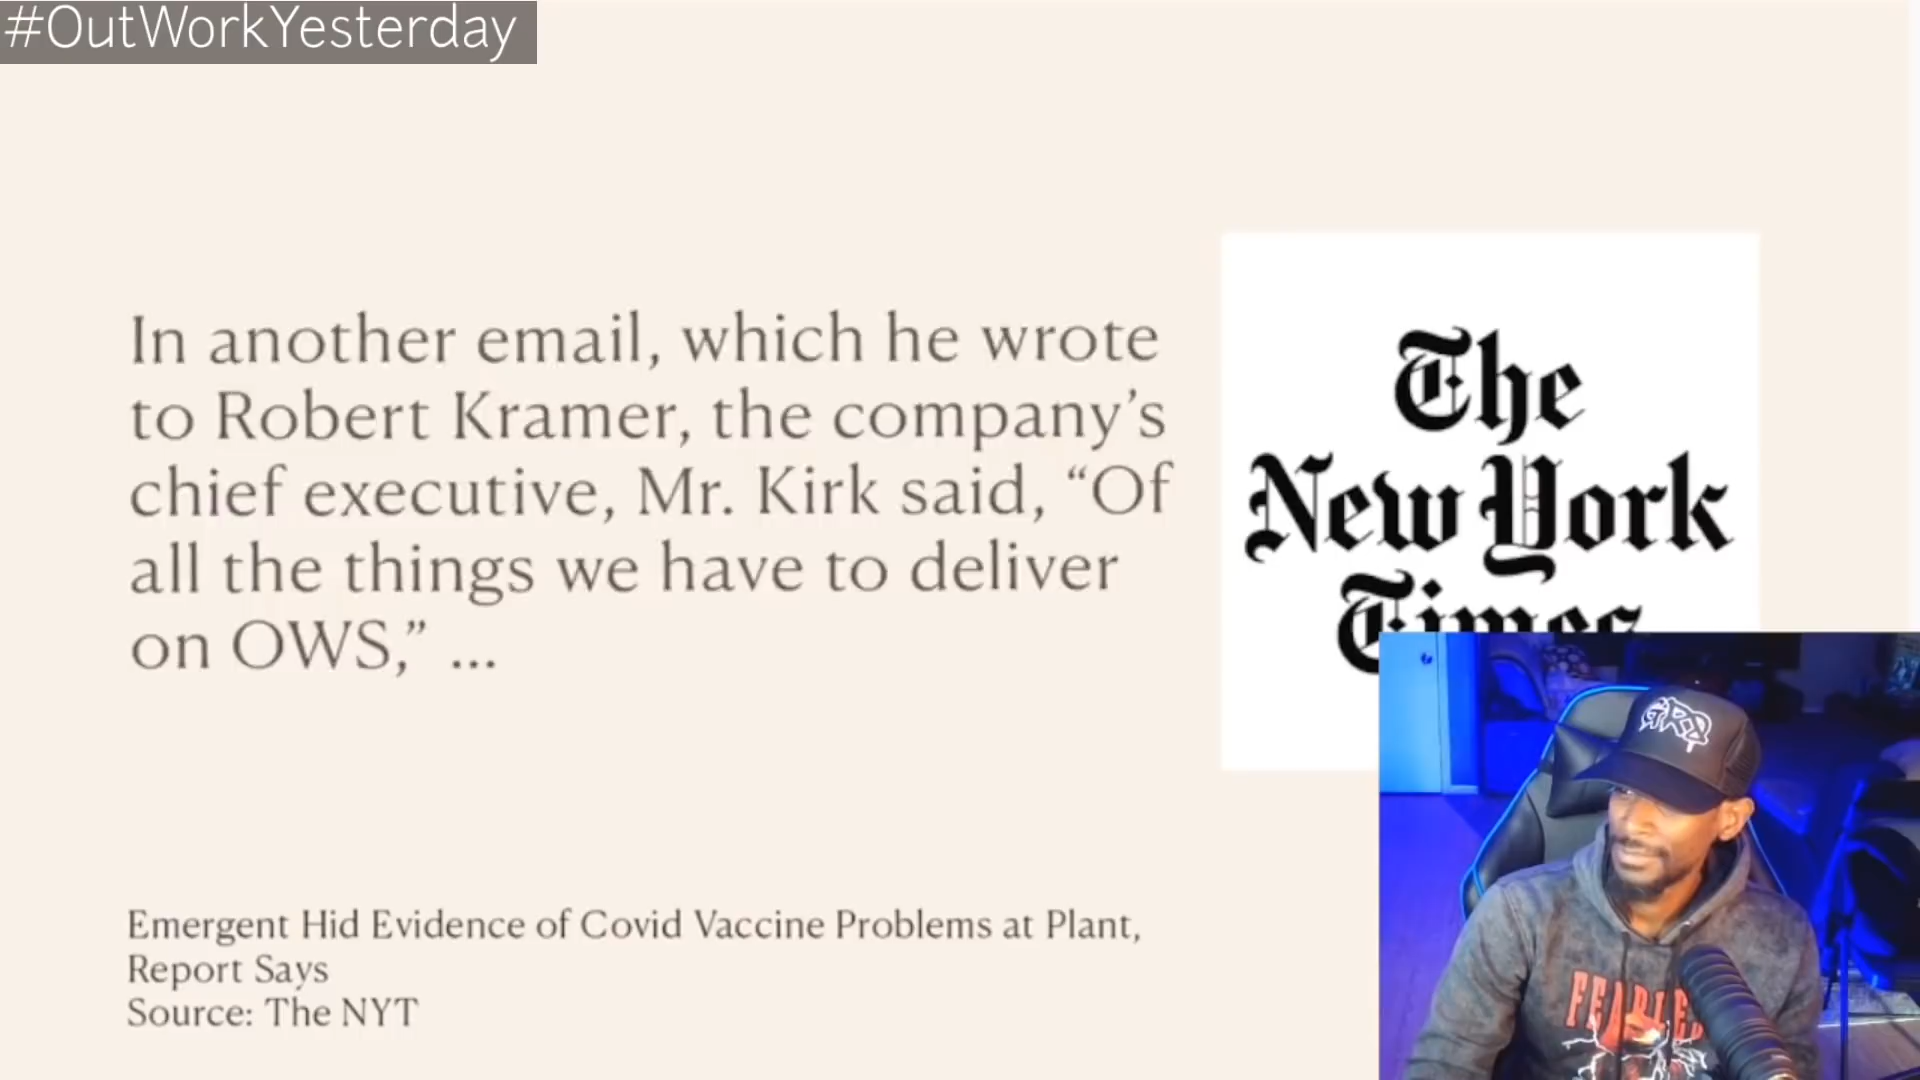 #OutWorkYesterday
In another email, which he wrote
to Robert Kramer, the company’s
chief executive, Mr. Kirk said, “Of
all the things we have to deliver
on OWS,” ...
The
New York
Times
Emergent Hid Evidence of Covid Vaccine Problems at Plant,
Report Says
Source: The NYT